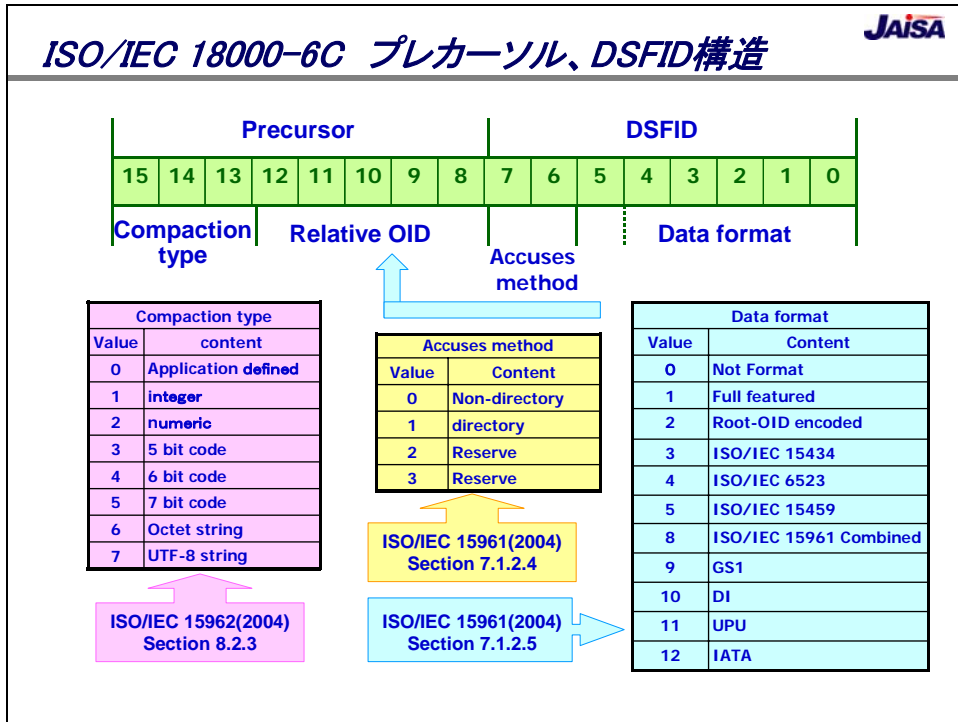 JAISA
ISO/IEC 18000-6C プレカーソル、DSFID構造
Precursor DSFID
15 14 13 12 11 10 9 8 7 6 5 4 3 2 1 0
Compaction
type
Relative OID
Accuses
method
Data format
Compaction type
Value content
0 Application defined
1 integer
2 numeric
3 5 bit code
4 6 bit code
5 7 bit code
6 Octet string
7 UTF-8 string
ISO/IEC 15962(2004)
Section 8.2.3
Accuses method
Value Content
0 Non-directory
1 directory
2 Reserve
3 Reserve
ISO/IEC 15961(2004)
Section 7.1.2.4
ISO/IEC 15961(2004)
Section 7.1.2.5
Data format
Value Content
0 Not Format
1 Full featured
2 Root-OID encoded
3 ISO/IEC 15434
4 ISO/IEC 6523
5 ISO/IEC 15459
8 ISO/IEC 15961 Combined
9 GS1
10 DI
11 UPU
12 IATA